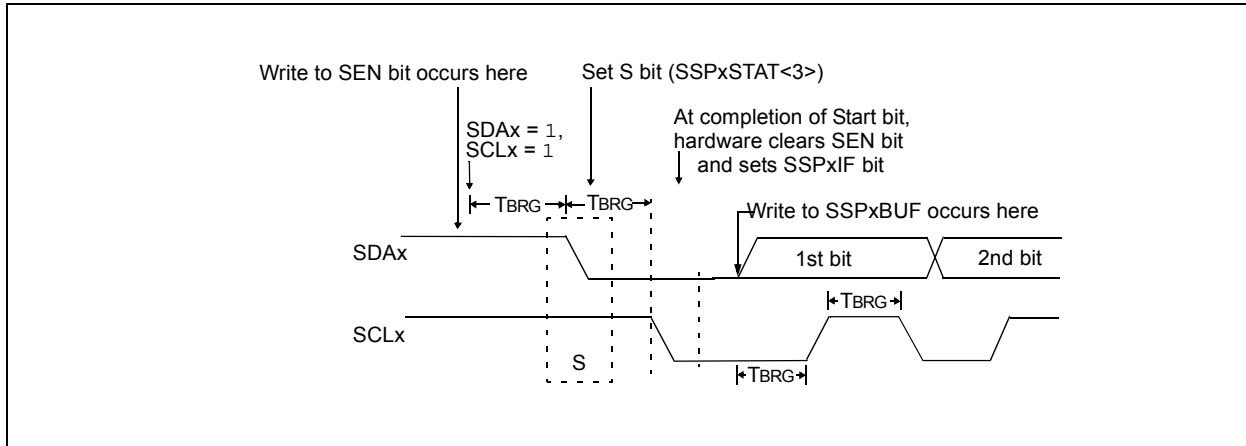 Write to SEN bit occurs here
Set S bit (SSPxSTAT<3>)
At completion of Start bit,
hardware clears SEN bit
and sets SSPxIF bit
SDAx = 1,
SCLx = 1
TBRG
TBRG
Write to SSPxBUF occurs here
SDAx
1st bit
2nd bit
TBRG
SCLx
S
TBRG